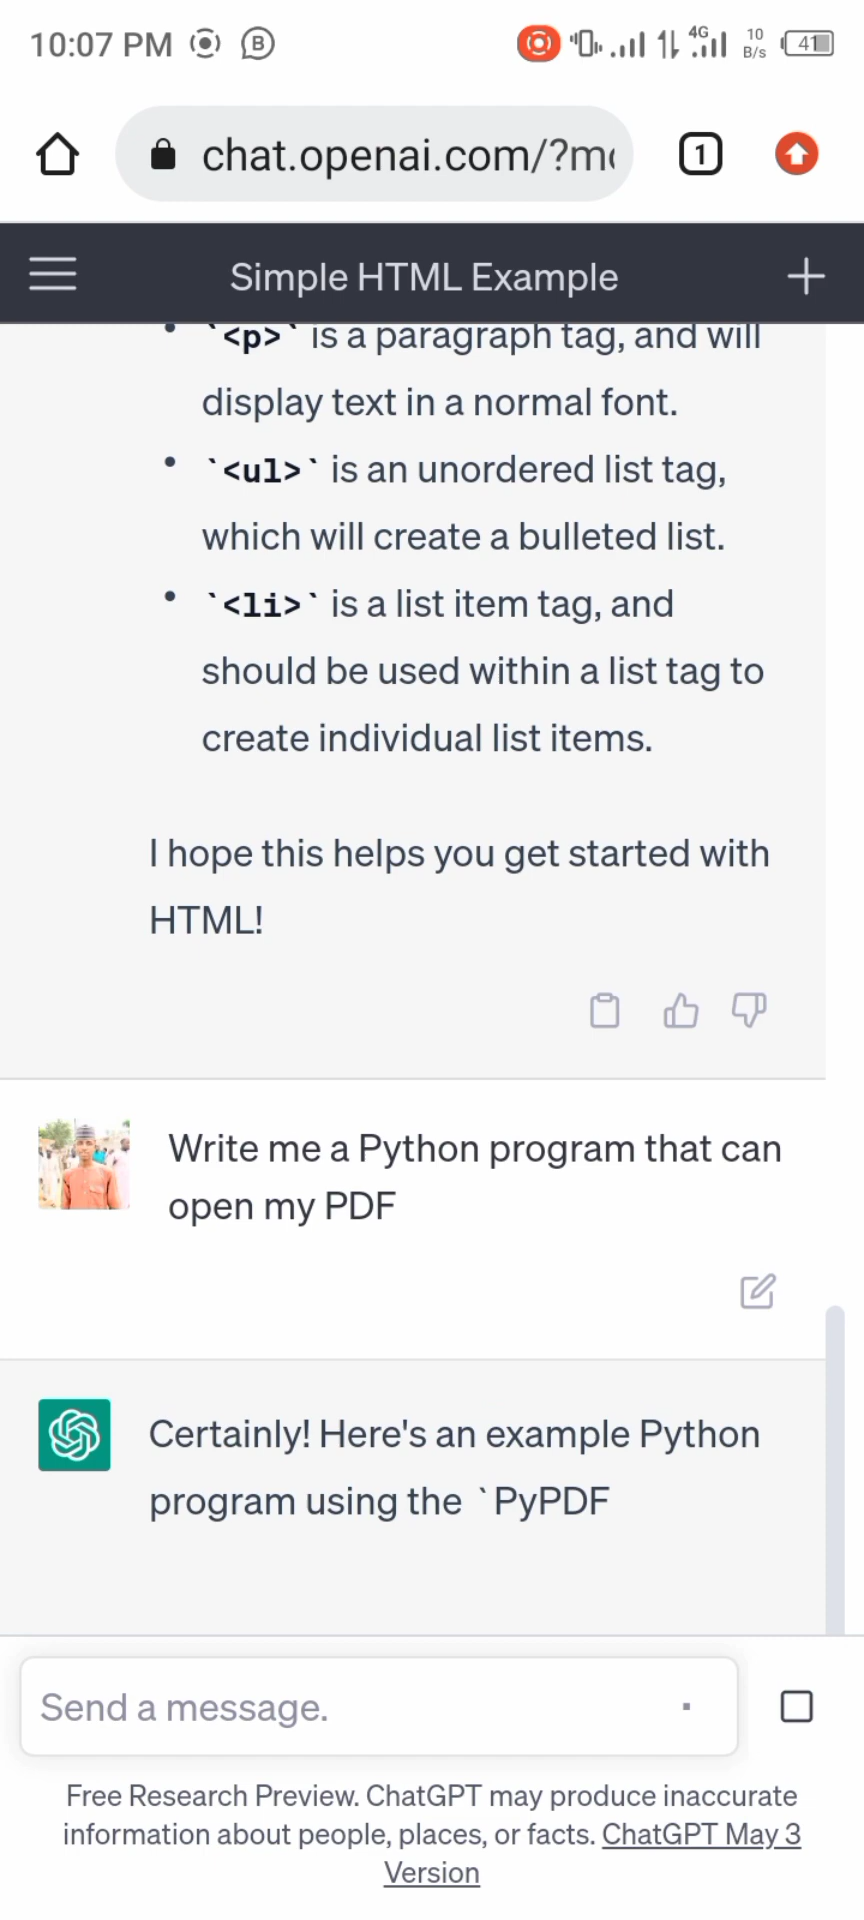 10:07 PM
B
4G
10
B/s
41
chat.openai.com/?mo
1
Simple HTML Example
`<p>` is a paragraph tag, and will
display text in a normal font.
`<ul>` is an unordered list tag,
which will create a bulleted list.
`<li>` is a list item tag, and
should be used within a list tag to
create individual list items.
I hope this helps you get started with
HTML!
Write me a Python program that can
open my PDF
Certainly! Here's an example Python
program using the `PyPDF
Send a message.
Free Research Preview. ChatGPT may produce inaccurate
information about people, places, or facts. ChatGPT May 3
Version